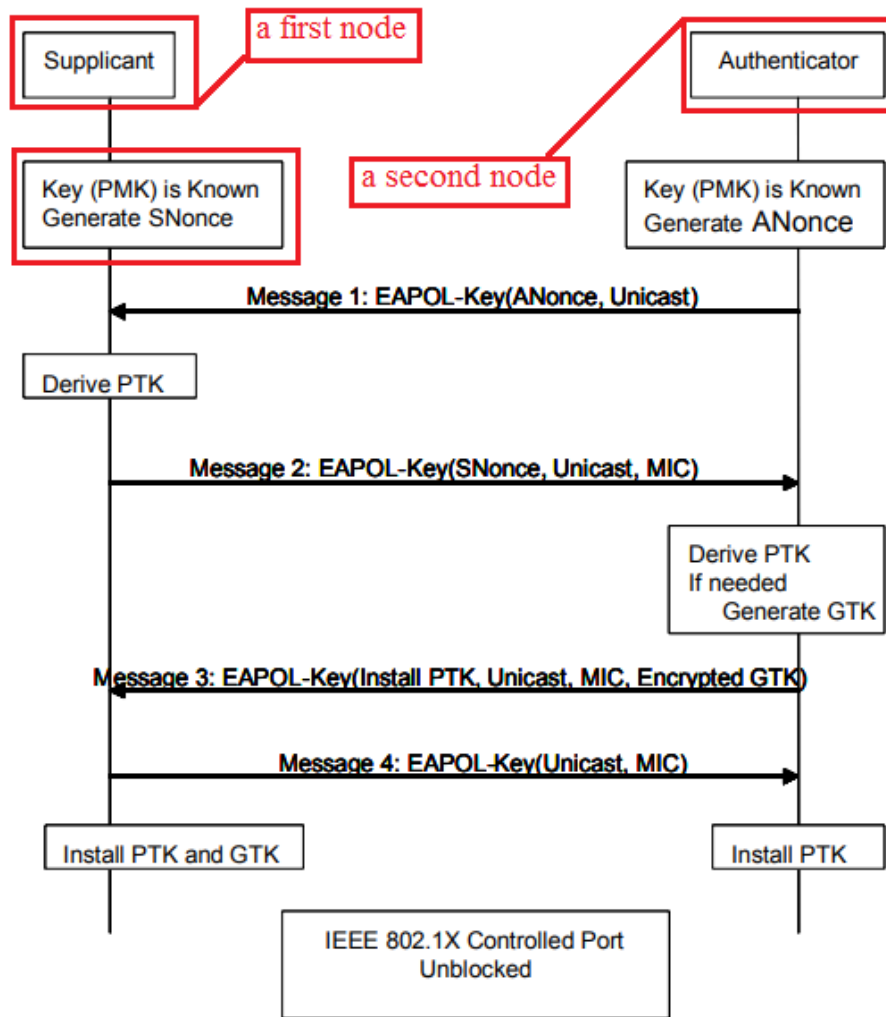 a first node
Supplicant
Authenticator
a second node
Key (PMK) is Known
Generate SNonce
Key (PMK) is Known
Generate ANonce
Message 1: EAPOL-Key(ANonce, Unicast)
Derive PTK
Message 2: EAPOL-Key(SNonce, Unicast, MIC)
Derive PTK
If needed
Generate GTK
Message 3: EAPOL-Key(Install PTK, Unicast, MIC, Encrypted GTK)
Message 4: EAPOL-Key(Unicast, MIC)
Install PTK and GTK
Install PTK
IEEE 802.1X Controlled Port
Unblocked